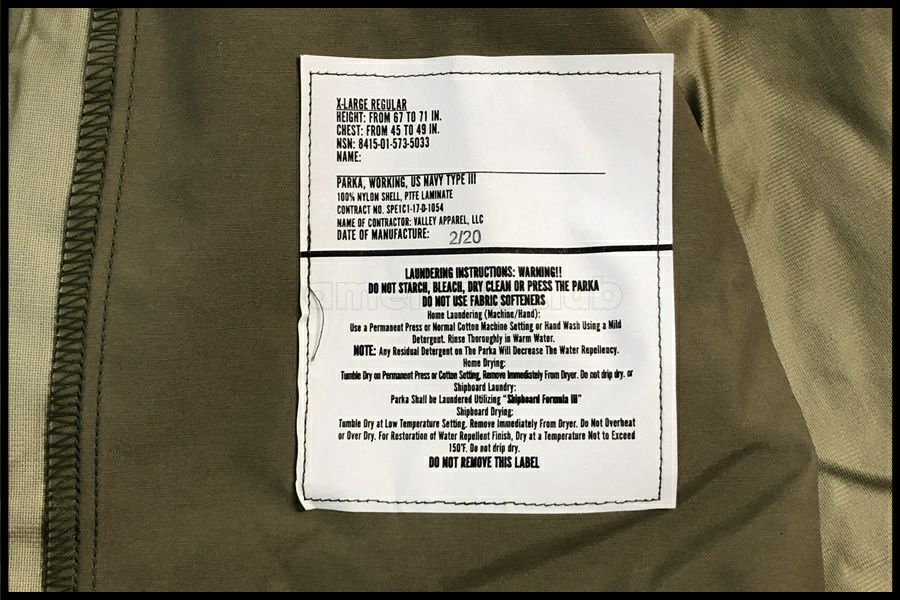 X-LARGE REGULAR
HEIGHT: FROM 67 TO 71 IN.
CHEST: FROM 45 TO 49 IN.
NSN: 8415-01-573-5033
NAME:
PARKA, WORKING, US NAVY TYPE III
100% NYLON SHELL, PTFE LAMINATE
CONTRACT NO. SPE1C1-17-D-1054
NAME OF CONTRACTOR: VALLEY APPAREL, LLC
DATE OF MANUFACTURE: 2/20
LAUNDERING INSTRUCTIONS: WARNING!!
DO NOT STARCH, BLEACH, DRY CLEAN OR PRESS THE PARKA
DO NOT USE FABRIC SOFTENERS
Home Laundering (Machine/Hand):
Use a Permanent Press or Normal Cotton Machine Setting or Hand Wash Using a Mild
Detergent. Rinse Thoroughly in Warm Water.
NOTE: Any Residual Detergent on The Parka Will Decrease The Water Repellency.
Home Drying:
Tumble Dry on Permanent Press or Cotton Setting, Remove Immediately From Dryer. Do not drip dry. or
Shipboard Laundry:
Parka Shall be Laundered Utilizing "Shipboard Formula III"
Shipboard Drying:
Tumble Dry at Low Temperature Setting. Remove Immediately From Dryer. Do Not Overheat
or Over Dry. For Restoration of Water Repellent Finish, Dry at a Temperature Not to Exceed
150°F. Do not drip dry.
DO NOT REMOVE THIS LABEL